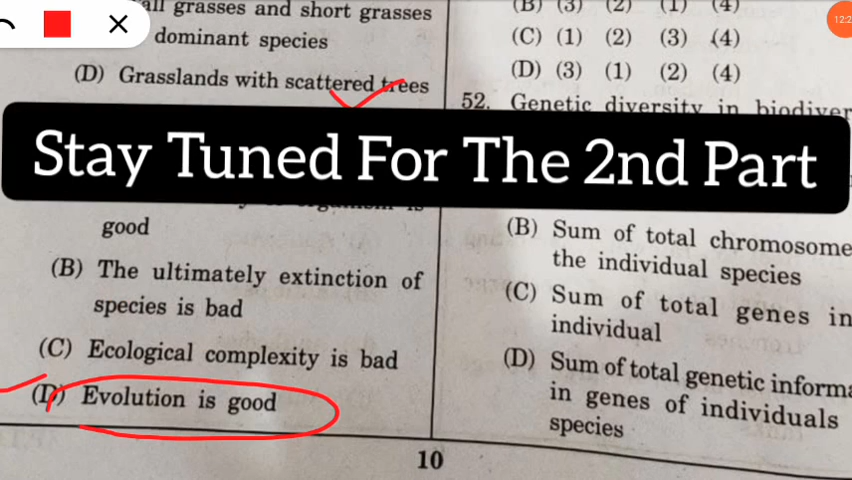 all grasses and short grasses
dominant species
(D) Grasslands with scattered trees
good
(B) The ultimately extinction of
species is bad
(C) Ecological complexity is bad
(D) Evolution is good
(B) (3) (2) (1) (4)
(C) (1) (2) (3) (4)
(D) (3) (1) (2) (4)
52. Genetic diversity in biodiver
(B) Sum of total chromosome
the individual species
(C) Sum of total genes in
individual
(D) Sum of total genetic informa
in genes of individuals
species
10
Stay Tuned For The 2nd Part
12:2